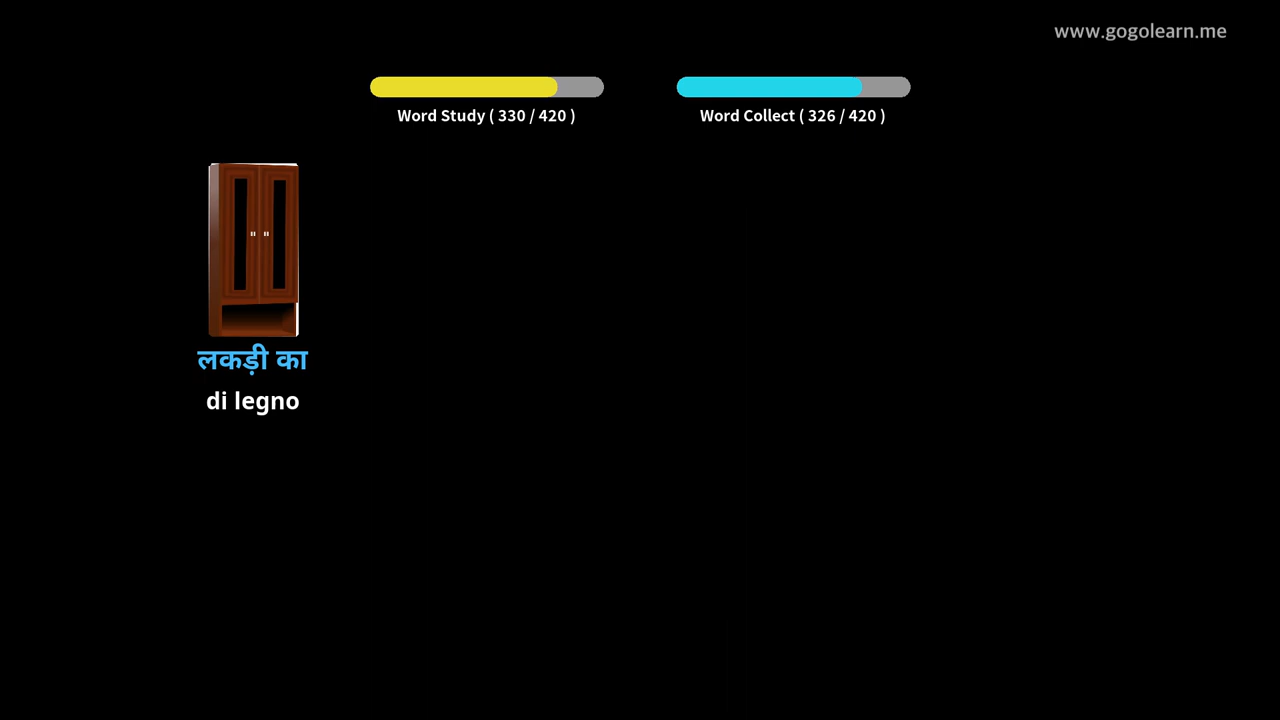 www.gogolearn.me
Word Study ( 330 / 420 )
Word Collect ( 326 / 420 )
लकड़ी का
di legno